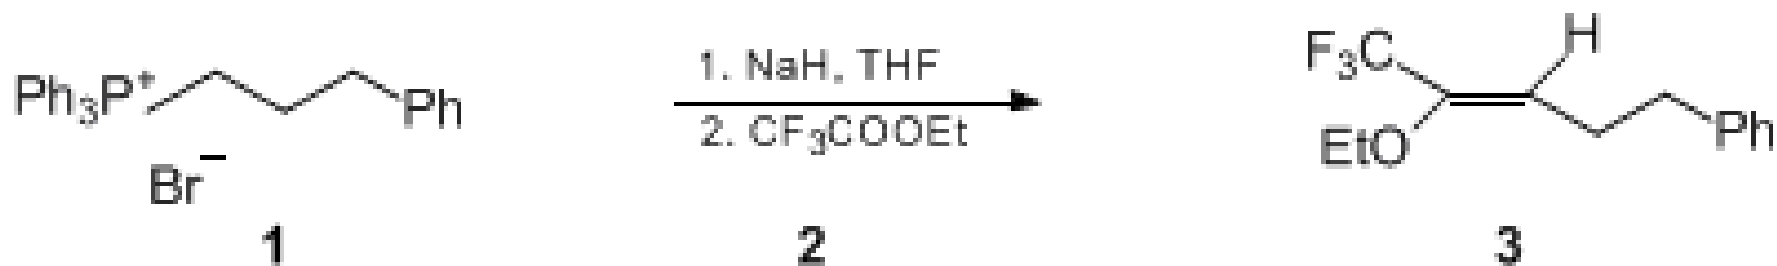 Ph₃P⁺
Ph
Br⁻
1
1. NaH, THF
2. CF₃COOEt
2
F₃C
H
EtO
Ph
3